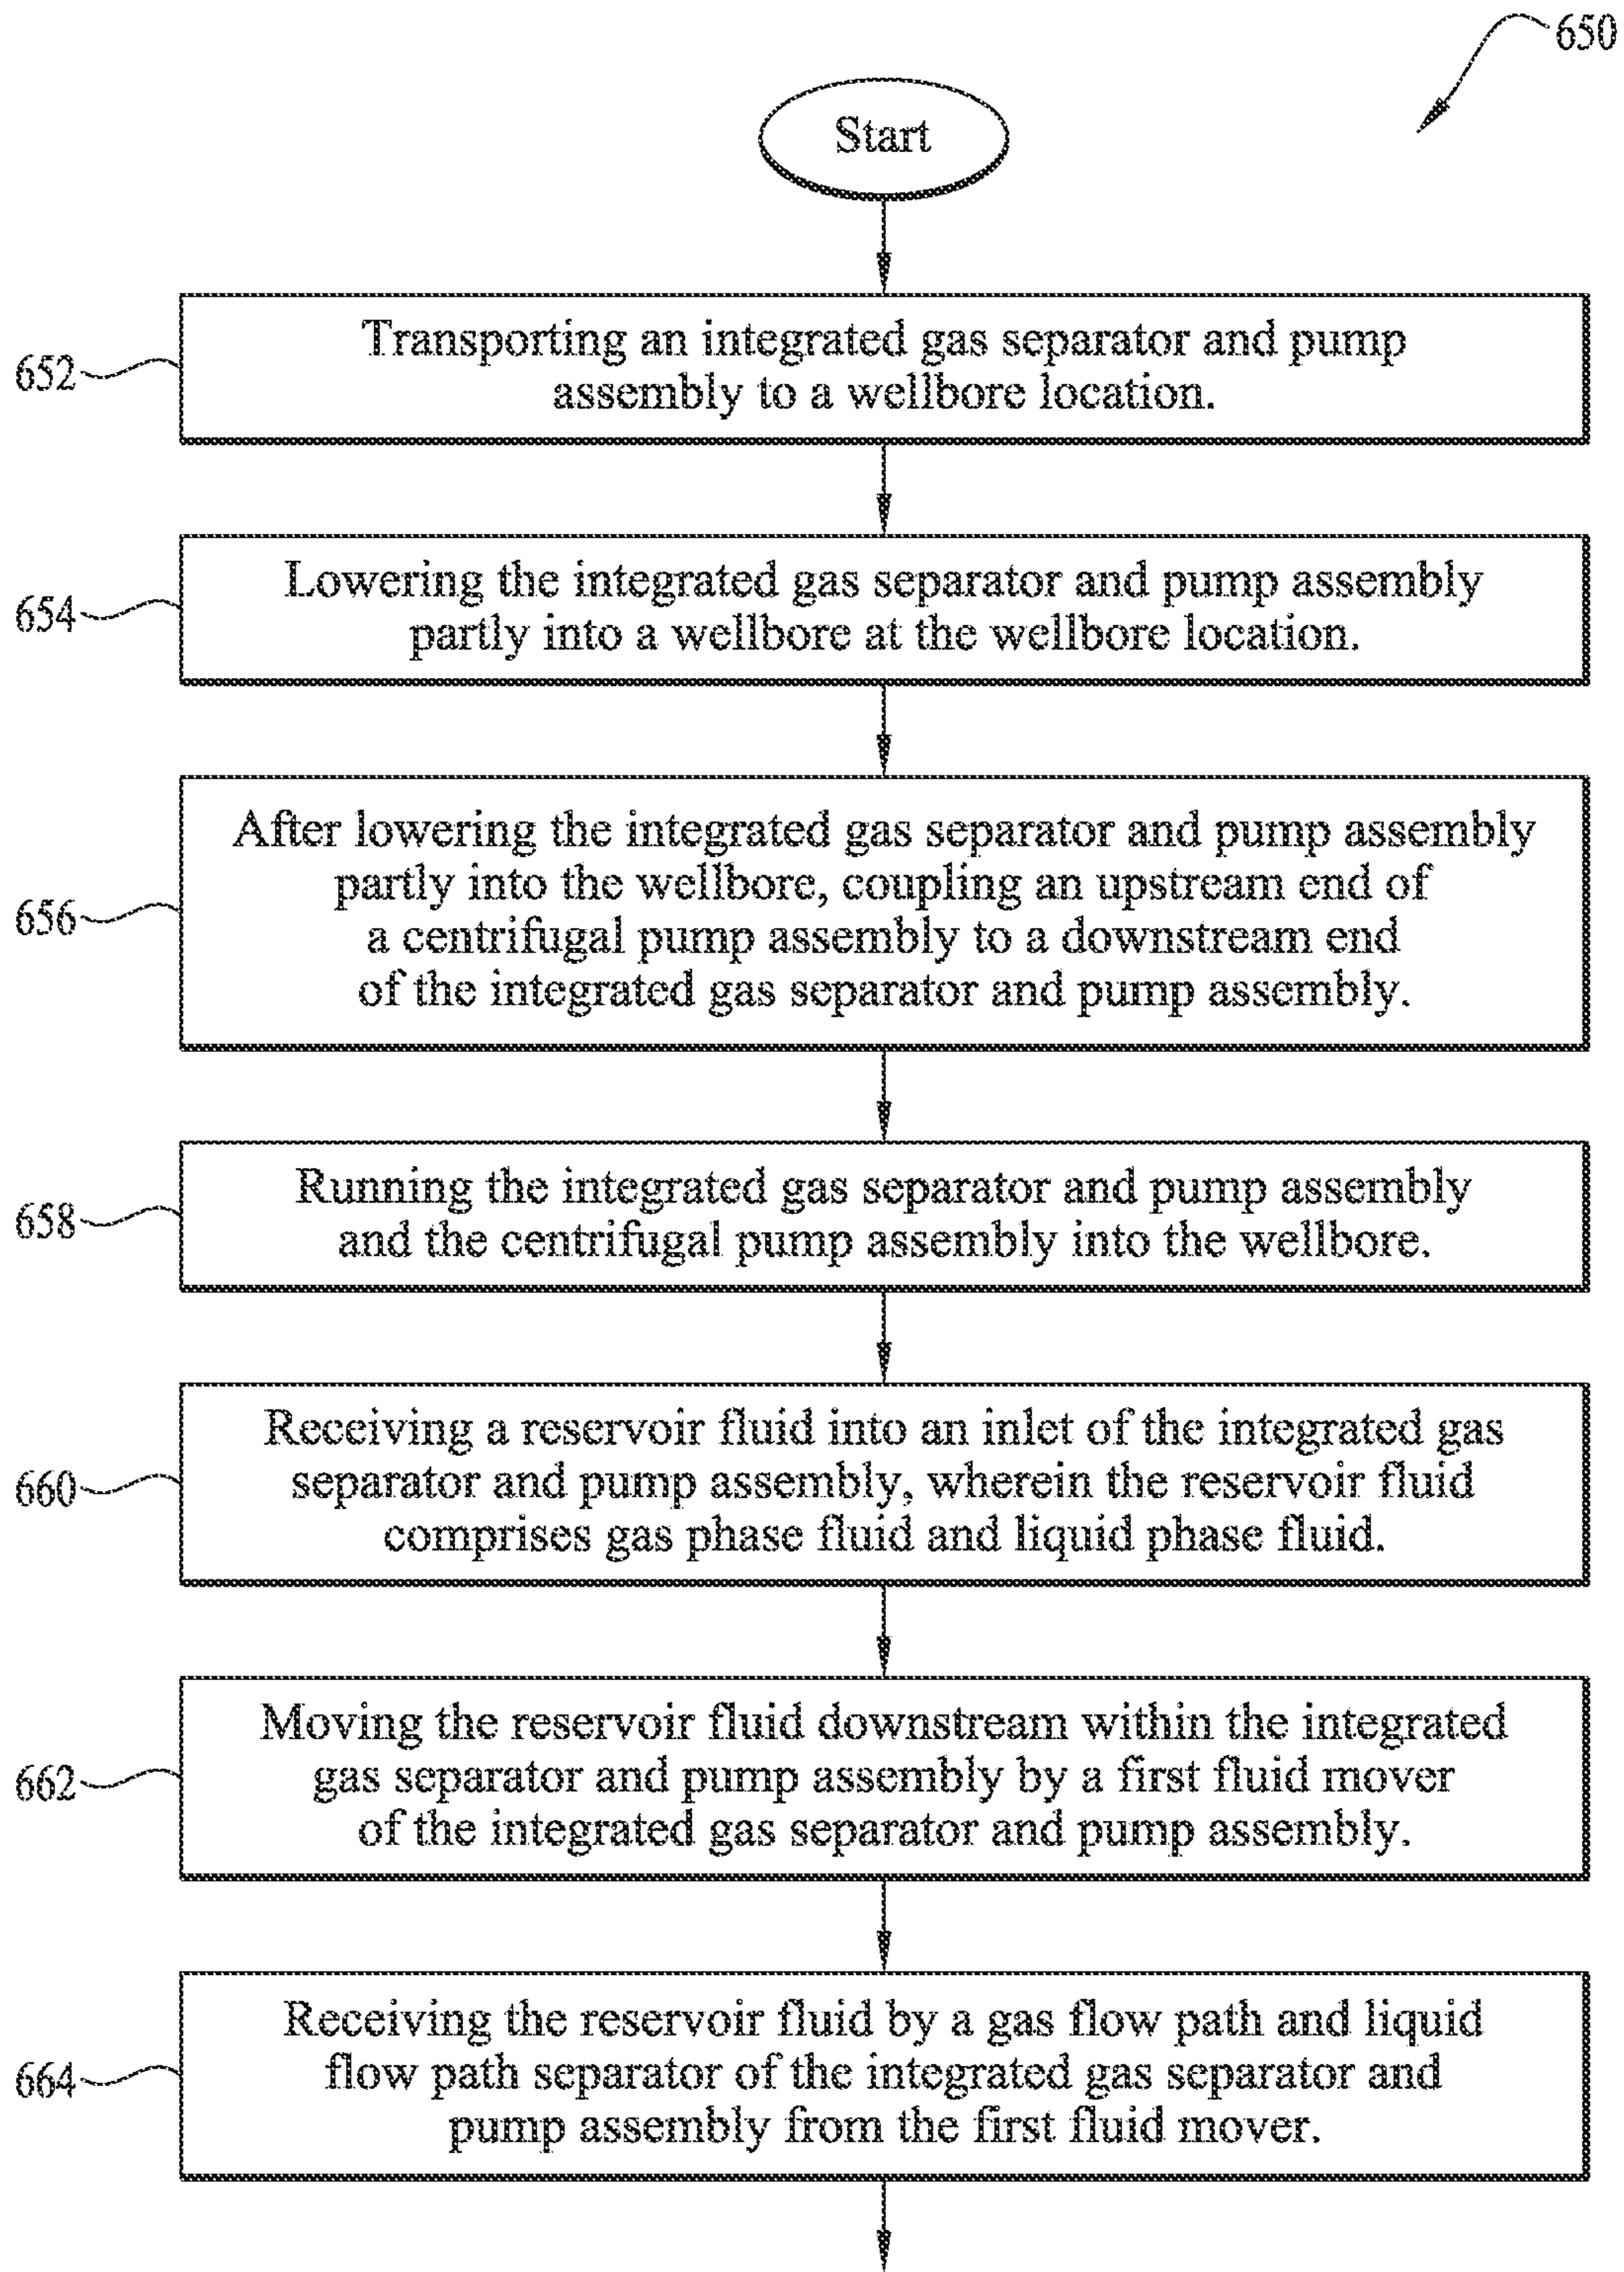 650
Start
652
Transporting an integrated gas separator and pump
assembly to a wellbore location.
654
Lowering the integrated gas separator and pump assembly
partly into a wellbore at the wellbore location.
656
After lowering the integrated gas separator and pump assembly
partly into the wellbore, coupling an upstream end of
a centrifugal pump assembly to a downstream end
of the integrated gas separator and pump assembly.
658
Running the integrated gas separator and pump assembly
and the centrifugal pump assembly into the wellbore.
660
Receiving a reservoir fluid into an inlet of the integrated gas
separator and pump assembly, wherein the reservoir fluid
comprises gas phase fluid and liquid phase fluid.
662
Moving the reservoir fluid downstream within the integrated
gas separator and pump assembly by a first fluid mover
of the integrated gas separator and pump assembly.
664
Receiving the reservoir fluid by a gas flow path and liquid
flow path separator of the integrated gas separator and
pump assembly from the first fluid mover.